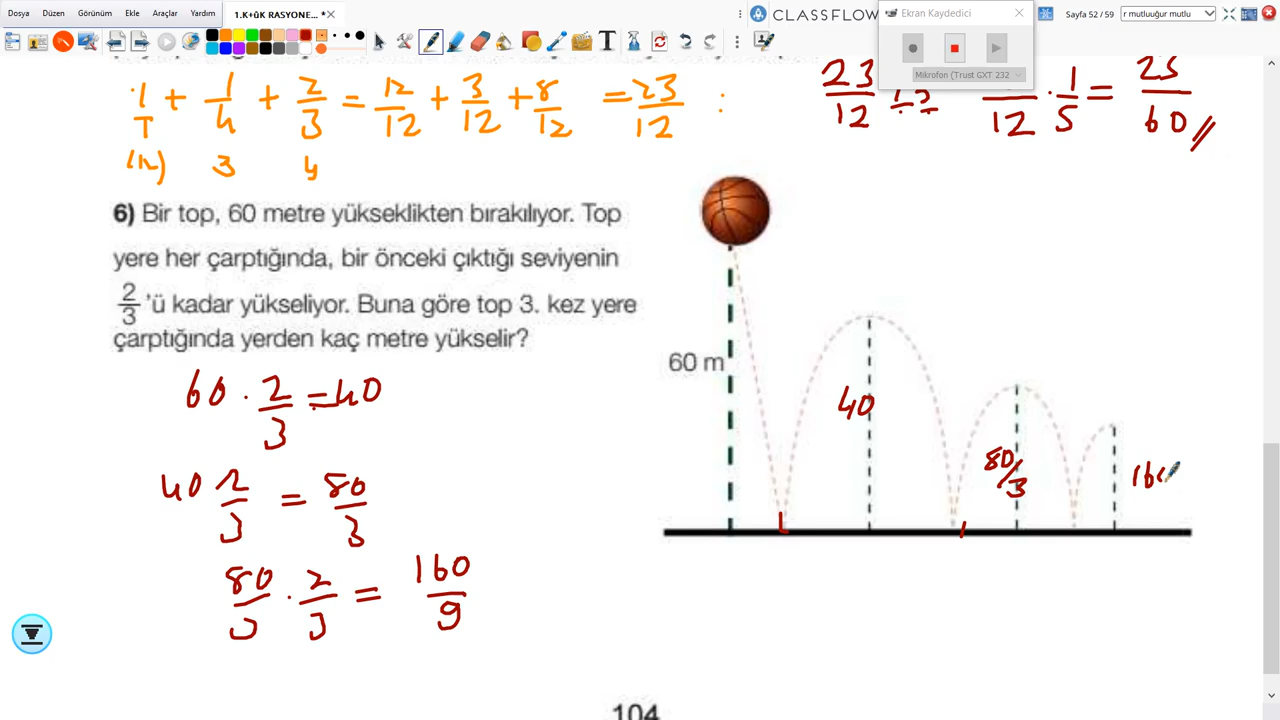 Dosya Düzen Görünüm Ekle Araçlar Yardım
1.K+ûK RASYONE... *
CLASSFLOW
Ekran Kaydedici
Sayfa 52 / 59
r mutluuğur mutlu
Mikrofon (Trust GXT 232
1/1 + 1/4 + 2/3 = 12/12 + 3/12 + 8/12 = 23/12 :
(12) 3 4
23/12
12 · 1/5 = 23/60 //
6) Bir top, 60 metre yükseklikten bırakılıyor. Top
yere her çarptığında, bir önceki çıktığı seviyenin
2/3 'ü kadar yükseliyor. Buna göre top 3. kez yere
çarptığında yerden kaç metre yükselir?
60 · 2/3 = 40
40 2/3 = 80/3
80/3 · 2/3 = 160/9
60 m
40
80/3
104